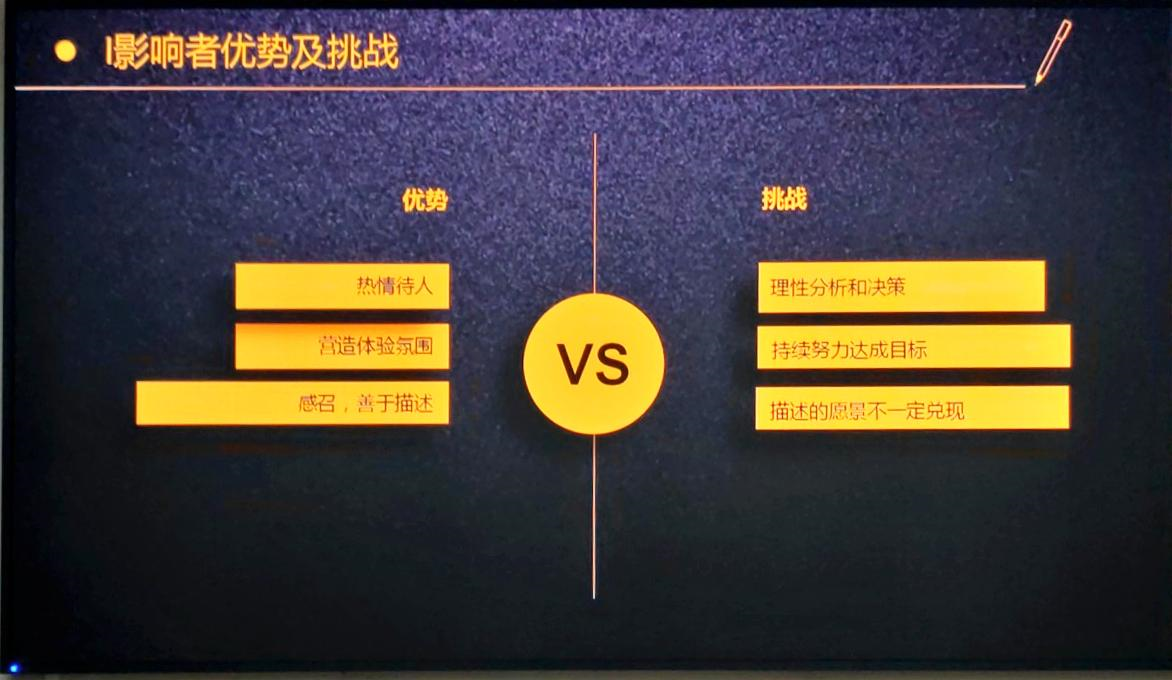 I影响者优势及挑战
优势
热情待人
营造体验氛围
感召，善于描述
VS
挑战
理性分析和决策
持续努力达成目标
描述的愿景不一定兑现